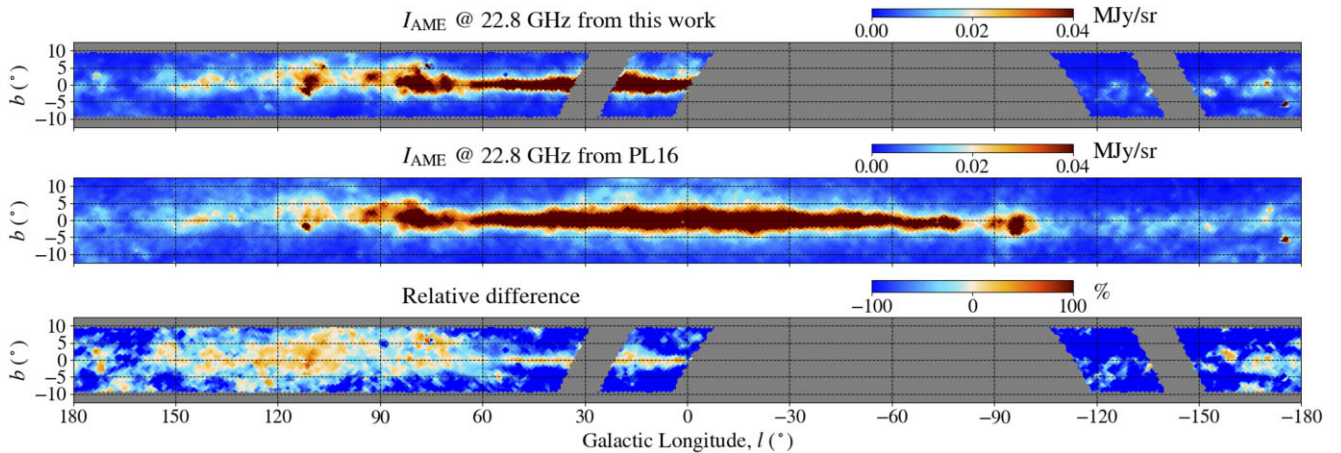 I_AME @ 22.8 GHz from this work
0.00 0.02 0.04 MJy/sr
b (°)
10
5
0
−5
−10
I_AME @ 22.8 GHz from PL16
0.00 0.02 0.04 MJy/sr
b (°)
10
5
0
−5
−10
Relative difference
−100 0 100 %
b (°)
10
5
0
−5
−10
180 150 120 90 60 30 0 −30 −60 −90 −120 −150 −180
Galactic Longitude, l (°)